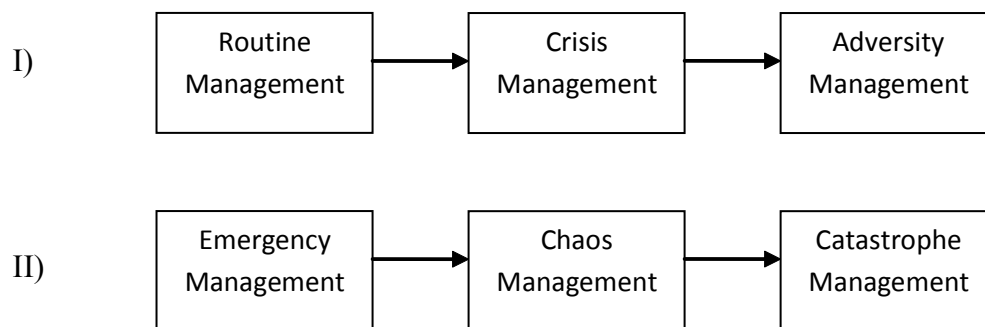 I)
Routine
Management
Crisis
Management
Adversity
Management
II)
Emergency
Management
Chaos
Management
Catastrophe
Management